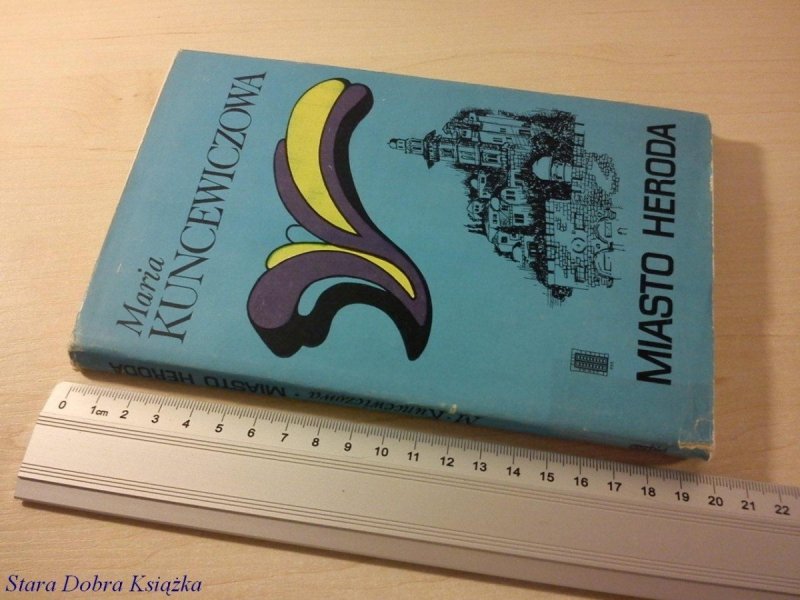 Maria
KUNCEWICZOWA
MIASTO HERODA
M. Kuncewiczowa · MIASTO HERODA
0 1cm 2 3 4 5 6 7 8 9 10 11 12 13 14 15 16 17 18 19 20 21 22
Stara Dobra Książka